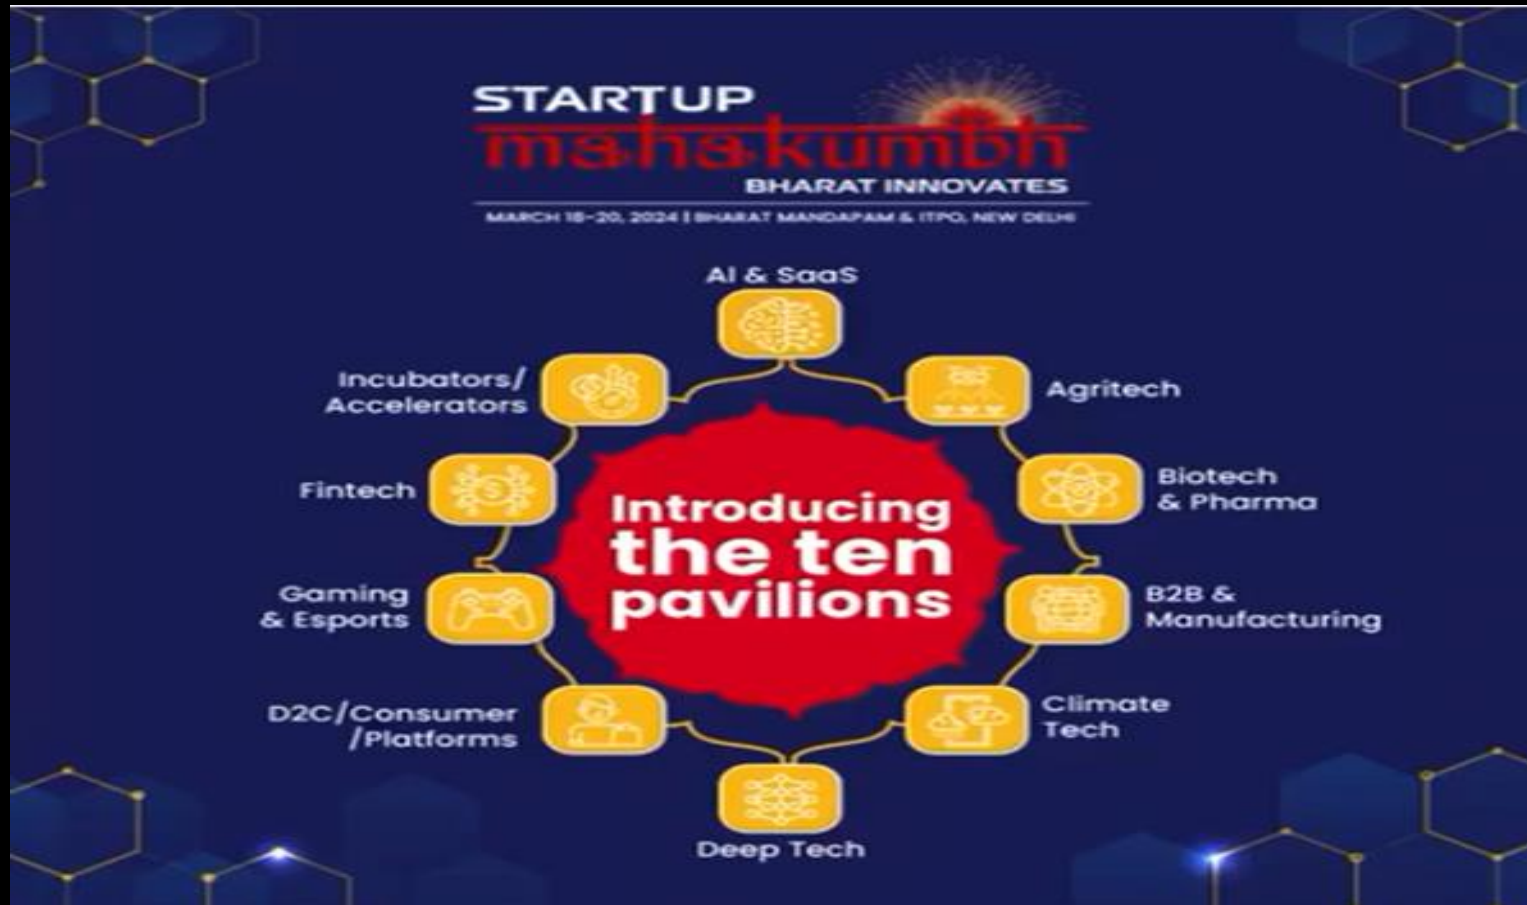 STARTUP
mahakumbh
BHARAT INNOVATES
MARCH 18-20, 2024 | BHARAT MANDAPAM & ITPO, NEW DELHI
AI & SaaS
Incubators/
Accelerators
Agritech
Fintech
Biotech
& Pharma
Introducing
the ten
pavilions
Gaming
& Esports
B2B &
Manufacturing
D2C/Consumer
/Platforms
Climate
Tech
Deep Tech